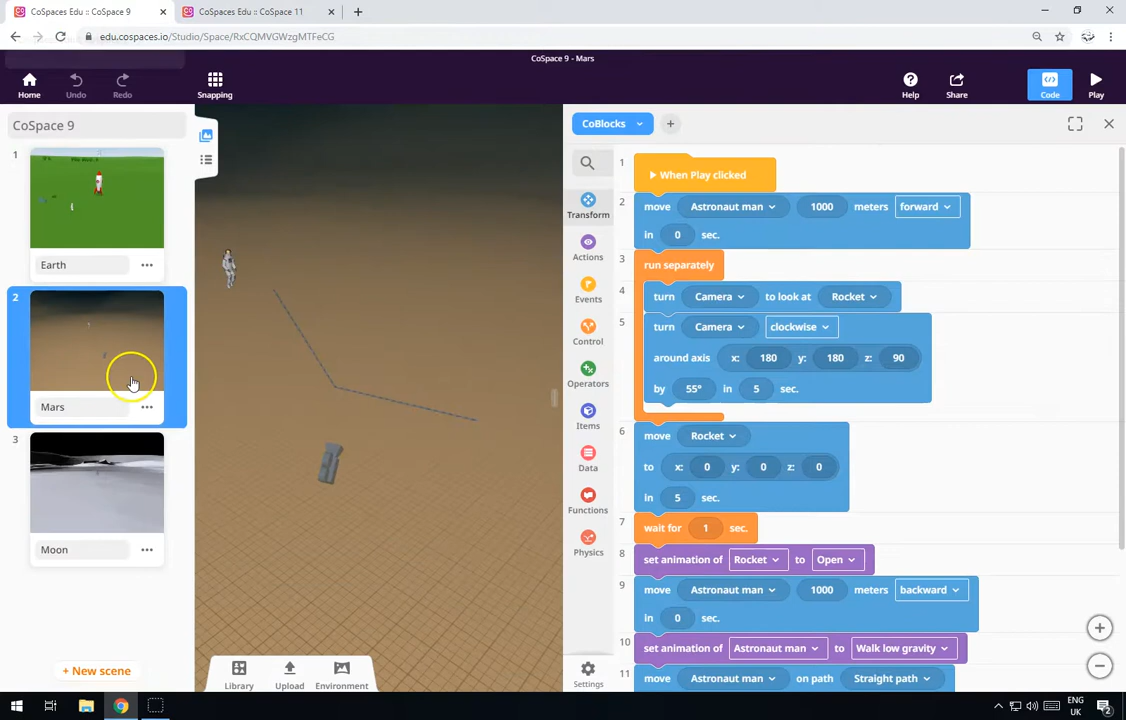 CoSpaces Edu :: CoSpace 9 - Mars
CoSpaces Edu :: CoSpace 11
edu.cospaces.io/Studio/Space/RxCQMVGWzgMTFeCG
CoSpace 9 - Mars
Home
Undo
Redo
Snapping
Help
Share
Code
Play
CoSpace 9
1
Earth
2
Mars
3
Moon
+ New scene
Library
Upload
Environment
CoBlocks
Transform
Actions
Events
Control
Operators
Items
Data
Functions
Physics
Settings
1
When Play clicked
2
move Astronaut man 1000 meters forward
in 0 sec.
3
run separately
4
turn Camera to look at Rocket
5
turn Camera clockwise
around axis x: 180 y: 180 z: 90
by 55° in 5 sec.
6
move Rocket
to x: 0 y: 0 z: 0
in 5 sec.
7
wait for 1 sec.
8
set animation of Rocket to Open
9
move Astronaut man 1000 meters backward
in 0 sec.
10
set animation of Astronaut man to Walk low gravity
11
move Astronaut man on path Straight path
ENG
UK
2